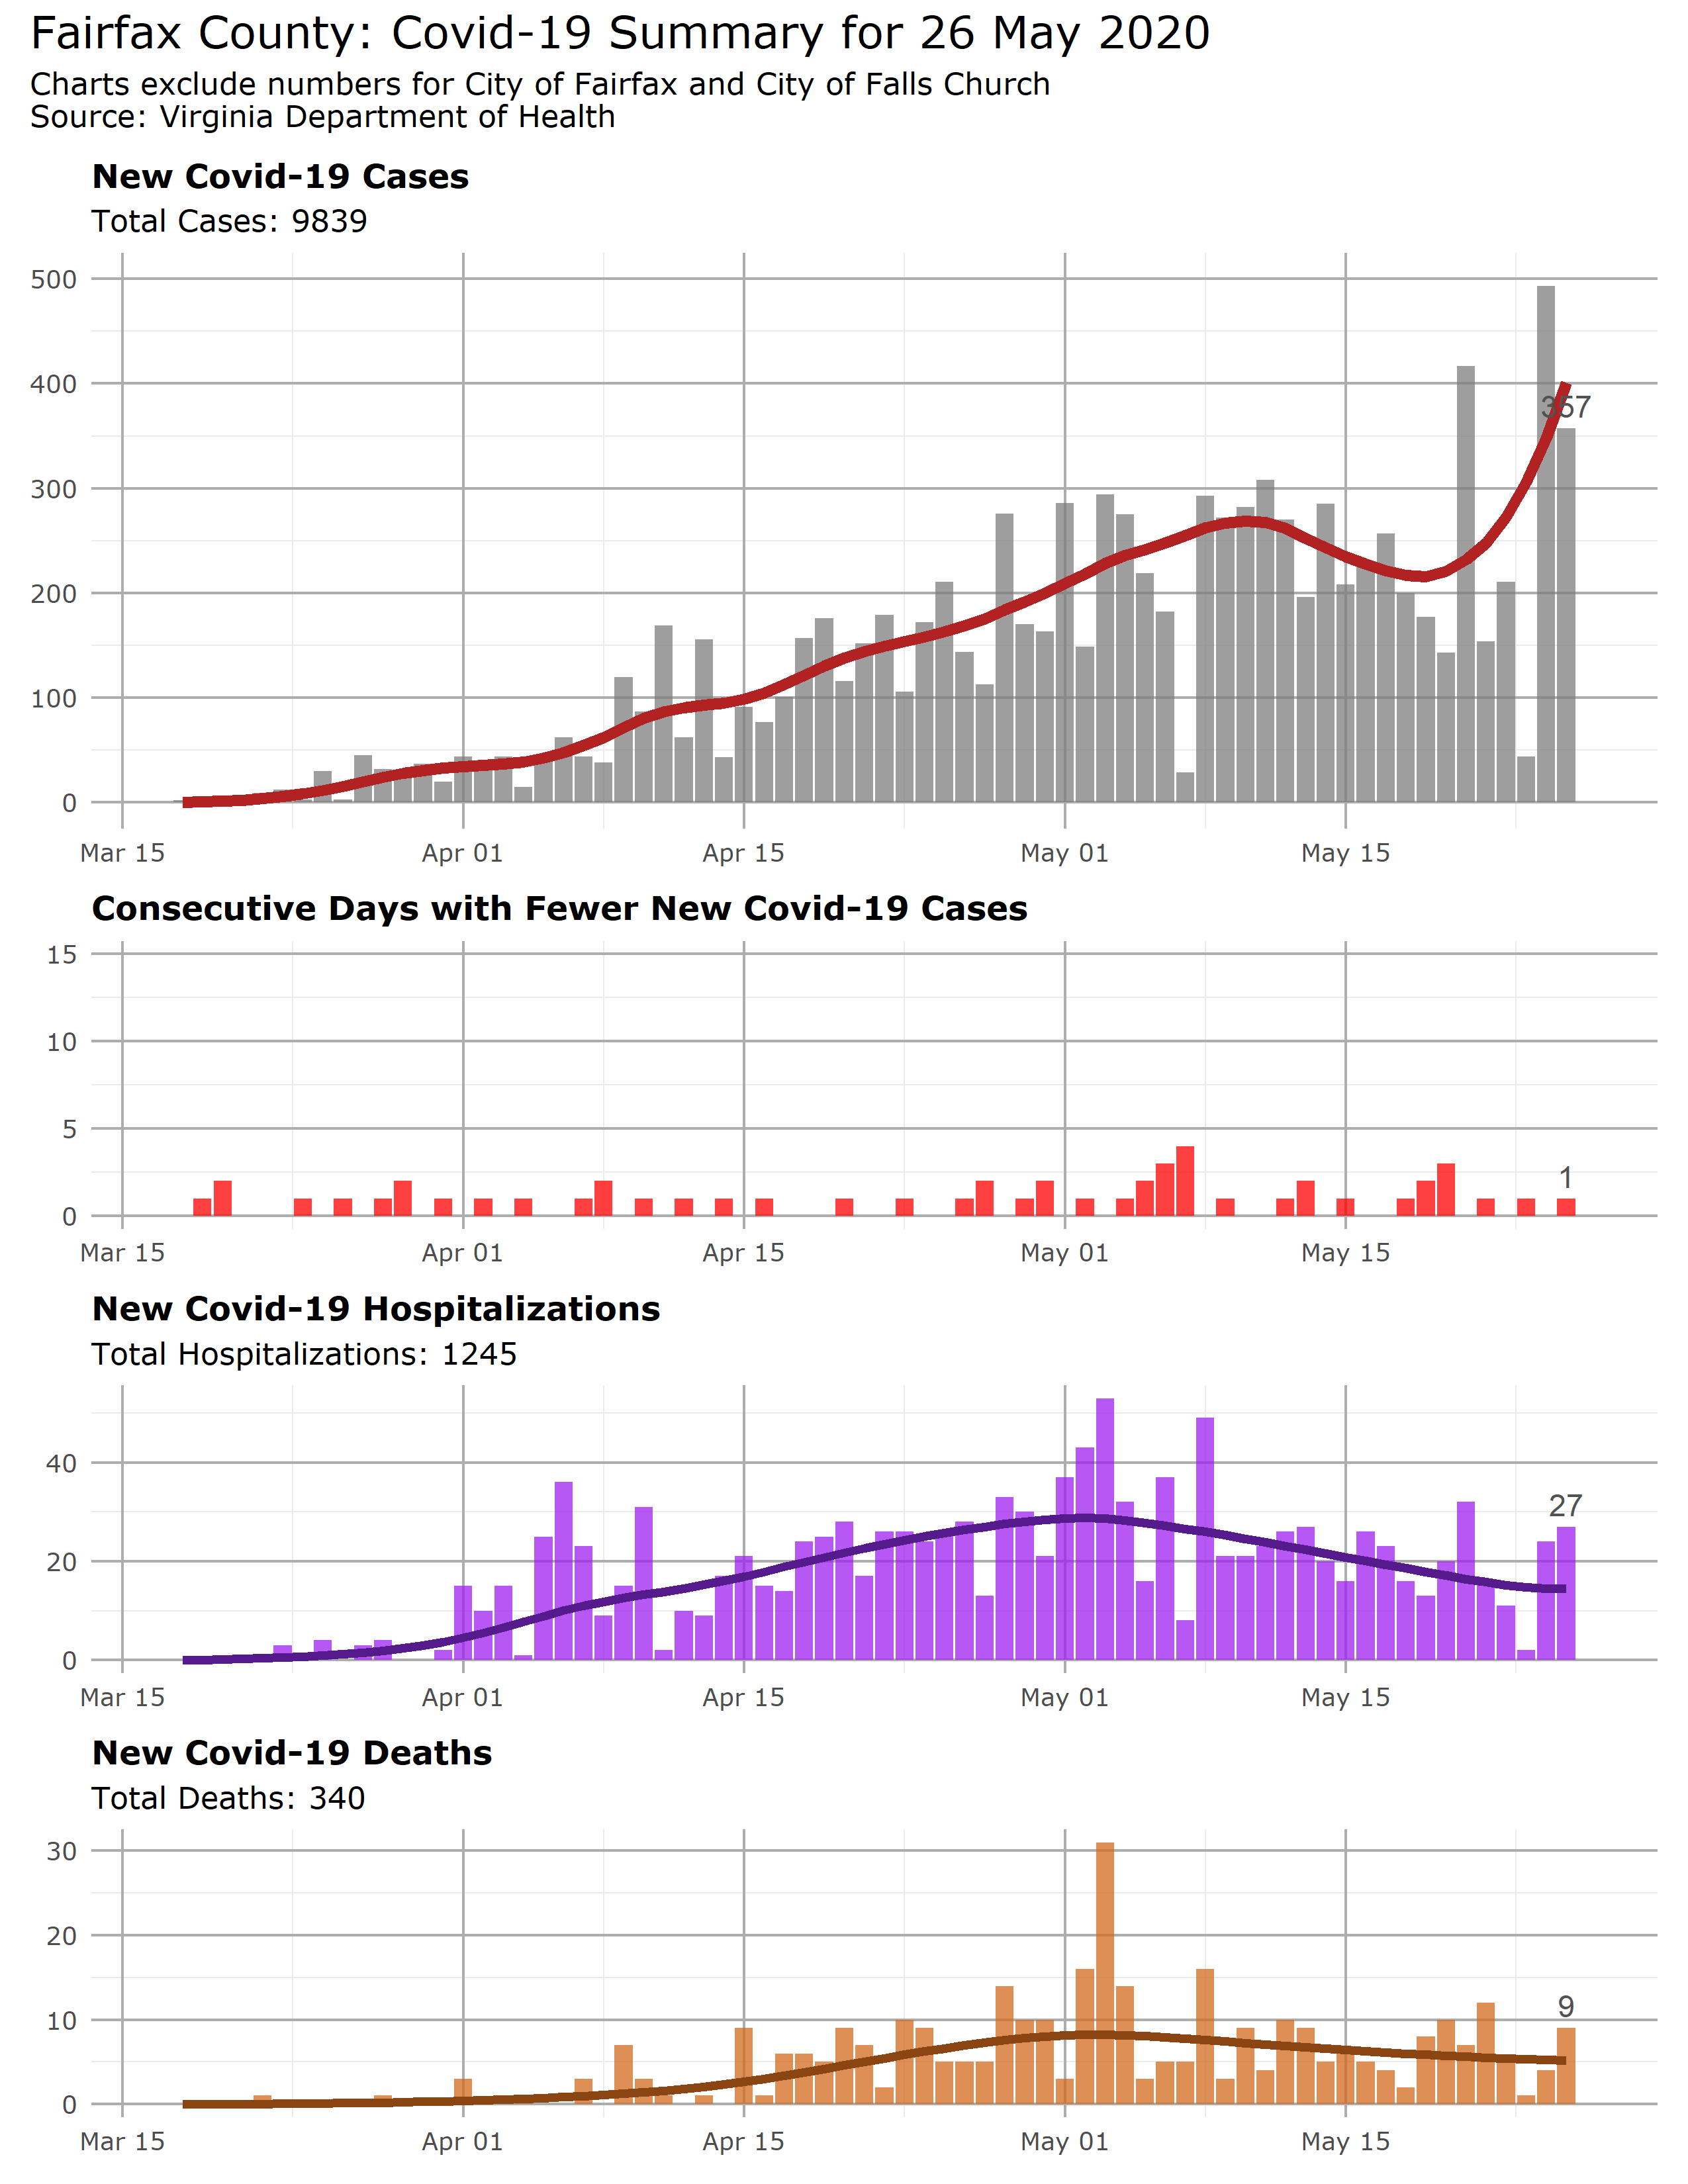 Fairfax County: Covid-19 Summary for 26 May 2020
Charts exclude numbers for City of Fairfax and City of Falls Church
Source: Virginia Department of Health
New Covid-19 Cases
Total Cases: 9839
500
400
357
300
200
100
0
Mar 15 Apr 01 Apr 15 May 01 May 15
Consecutive Days with Fewer New Covid-19 Cases
15
10
5
1
0
Mar 15 Apr 01 Apr 15 May 01 May 15
New Covid-19 Hospitalizations
Total Hospitalizations: 1245
40
27
20
0
Mar 15 Apr 01 Apr 15 May 01 May 15
New Covid-19 Deaths
Total Deaths: 340
30
20
9
10
0
Mar 15 Apr 01 Apr 15 May 01 May 15